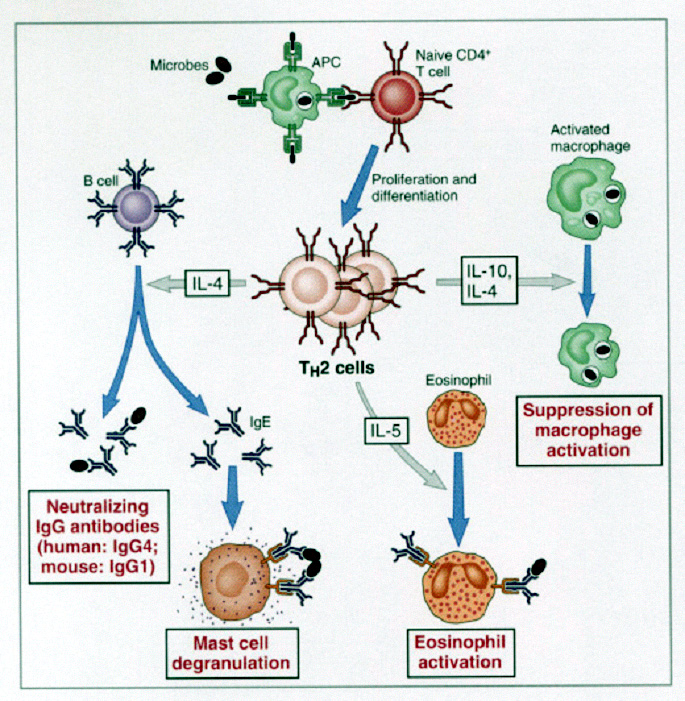 Microbes
APC
Naive CD4⁺
T cell
Activated
macrophage
B cell
Proliferation and
differentiation
IL-4
IL-10,
IL-4
TH2 cells
Eosinophil
Suppression of
macrophage
activation
IgE
IL-5
Neutralizing
IgG antibodies
(human: IgG4;
mouse: IgG1)
Mast cell
degranulation
Eosinophil
activation